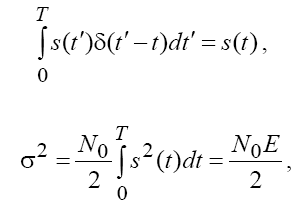 ∫₀ᵀ s(t′)δ(t′ − t)dt′ = s(t),
σ² = N₀/2 ∫₀ᵀ s²(t)dt = N₀E/2,